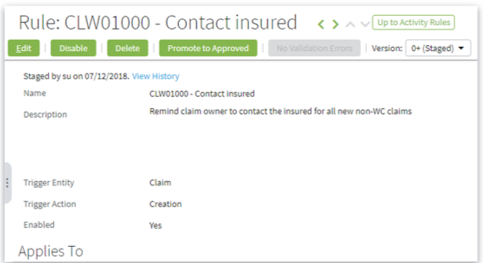 Rule: CLW01000 - Contact insured
Up to Activity Rules
Edit Disable Delete Promote to Approved No Validation Errors Version: 0+ (Staged)
Staged by su on 07/12/2018. View History
Name CLW01000 - Contact insured
Description Remind claim owner to contact the insured for all new non-WC claims
Trigger Entity Claim
Trigger Action Creation
Enabled Yes
Applies To